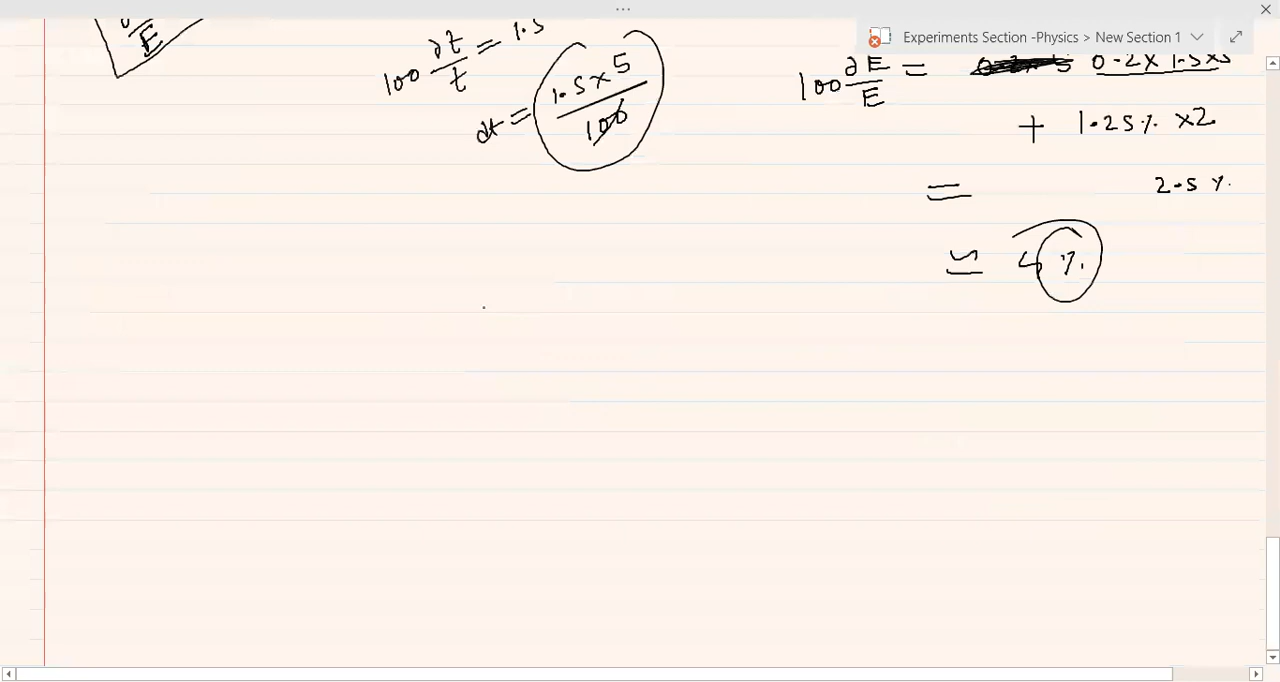 Experiments Section -Physics > New Section 1
E
100 ∂t/t = 1.5
∂t = 1.5 x 5 / 100
100 ∂E/E = 0.2 x 1.5 x 5
+ 1.25% x 2
= 2.5 %
≃ 4 %